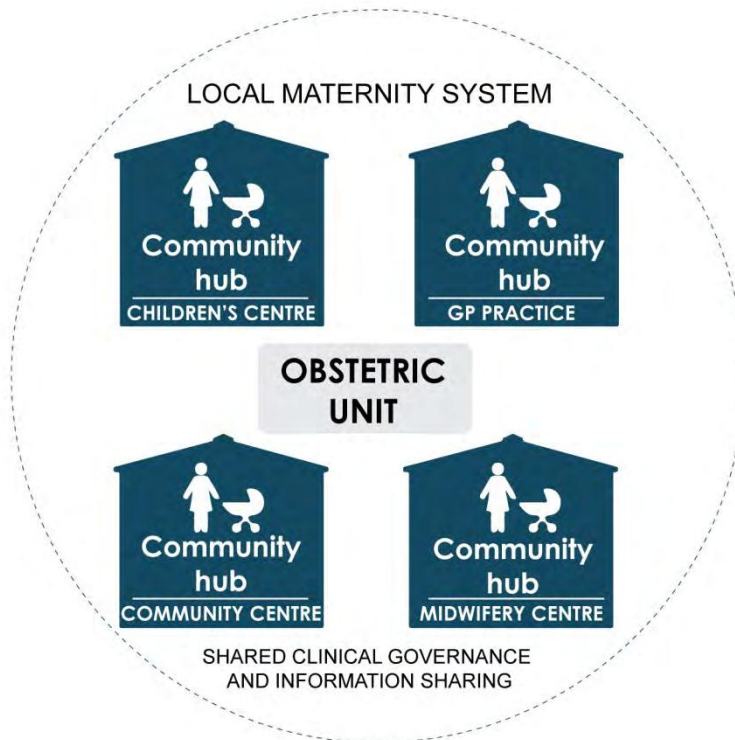 LOCAL MATERNITY SYSTEM
Community
hub
CHILDREN'S CENTRE
Community
hub
GP PRACTICE
OBSTETRIC
UNIT
Community
hub
COMMUNITY CENTRE
Community
hub
MIDWIFERY CENTRE
SHARED CLINICAL GOVERNANCE
AND INFORMATION SHARING